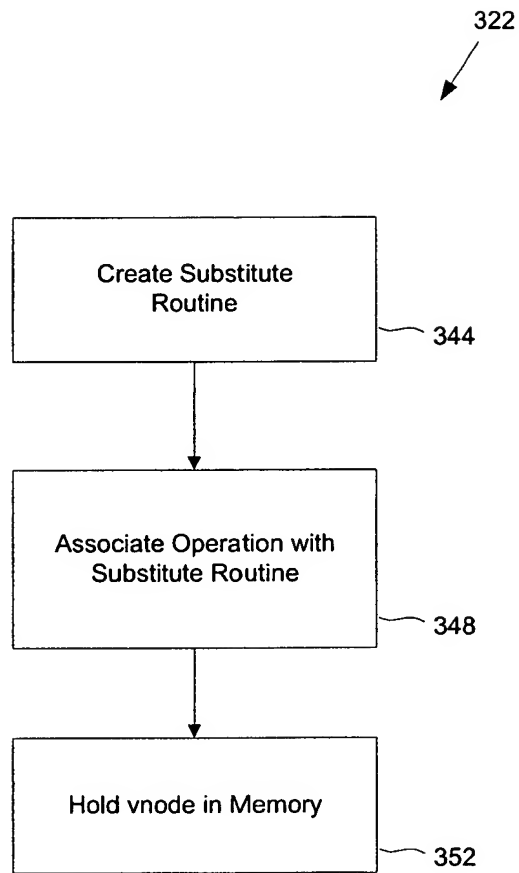 322
Create Substitute
Routine
344
Associate Operation with
Substitute Routine
348
Hold vnode in Memory
352